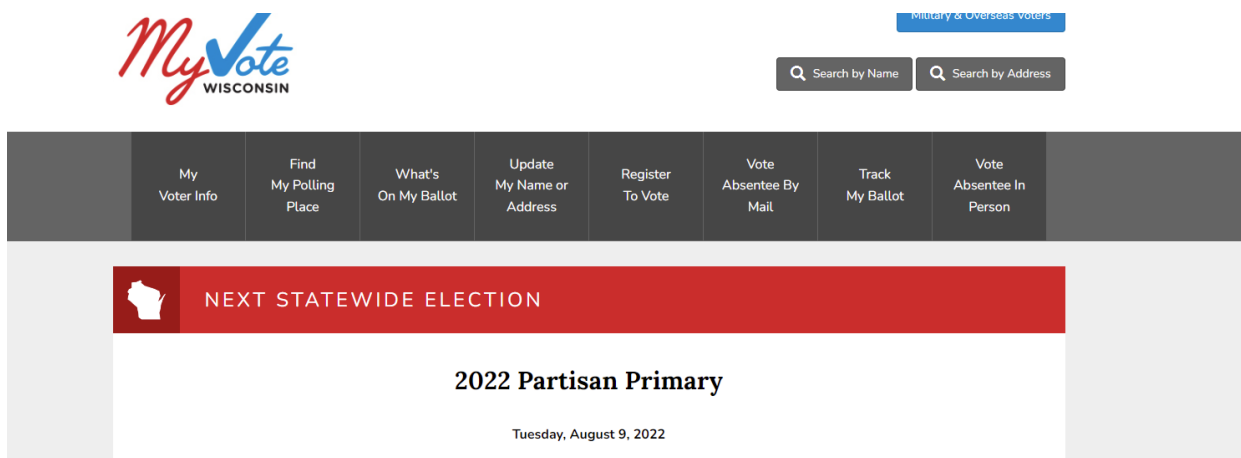 Military & Overseas Voters
MyVote
WISCONSIN
Search by Name
Search by Address
My
Voter Info
Find
My Polling
Place
What's
On My Ballot
Update
My Name or
Address
Register
To Vote
Vote
Absentee By
Mail
Track
My Ballot
Vote
Absentee In
Person
NEXT STATEWIDE ELECTION
2022 Partisan Primary
Tuesday, August 9, 2022